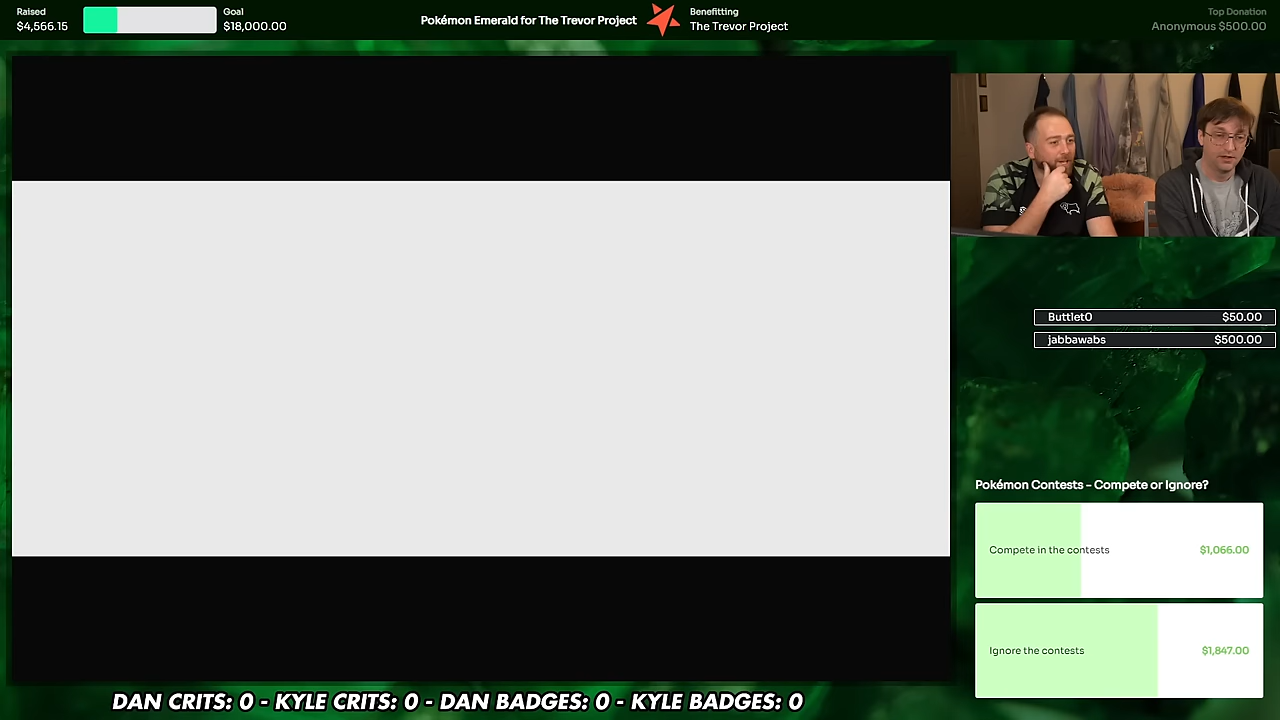 Raised
$4,566.15
Goal
$18,000.00
Pokémon Emerald for The Trevor Project
Benefitting
The Trevor Project
Top Donation
Anonymous $500.00
Buttlet0 $50.00
jabbawabs $500.00
Pokémon Contests - Compete or Ignore?
Compete in the contests $1,066.00
Ignore the contests $1,847.00
DAN CRITS: 0 - KYLE CRITS: 0 - DAN BADGES: 0 - KYLE BADGES: 0